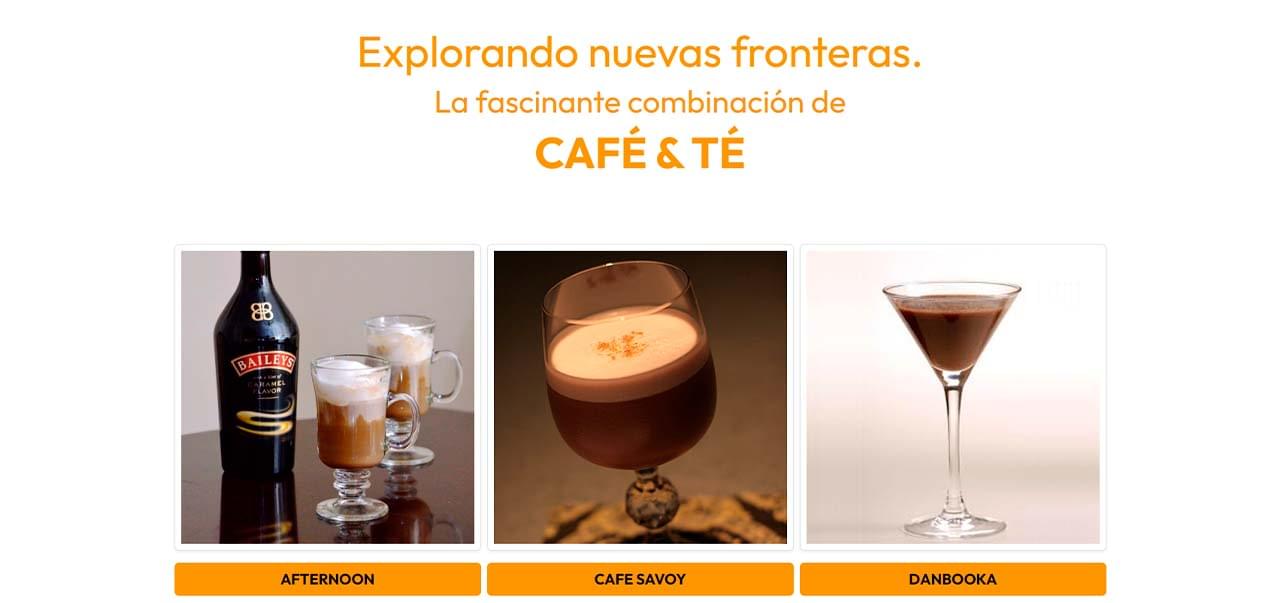 Explorando nuevas fronteras.
La fascinante combinación de
CAFÉ & TÉ
BAILEYS
CARAMEL
FLAVOR
AFTERNOON
CAFE SAVOY
DANBOOKA